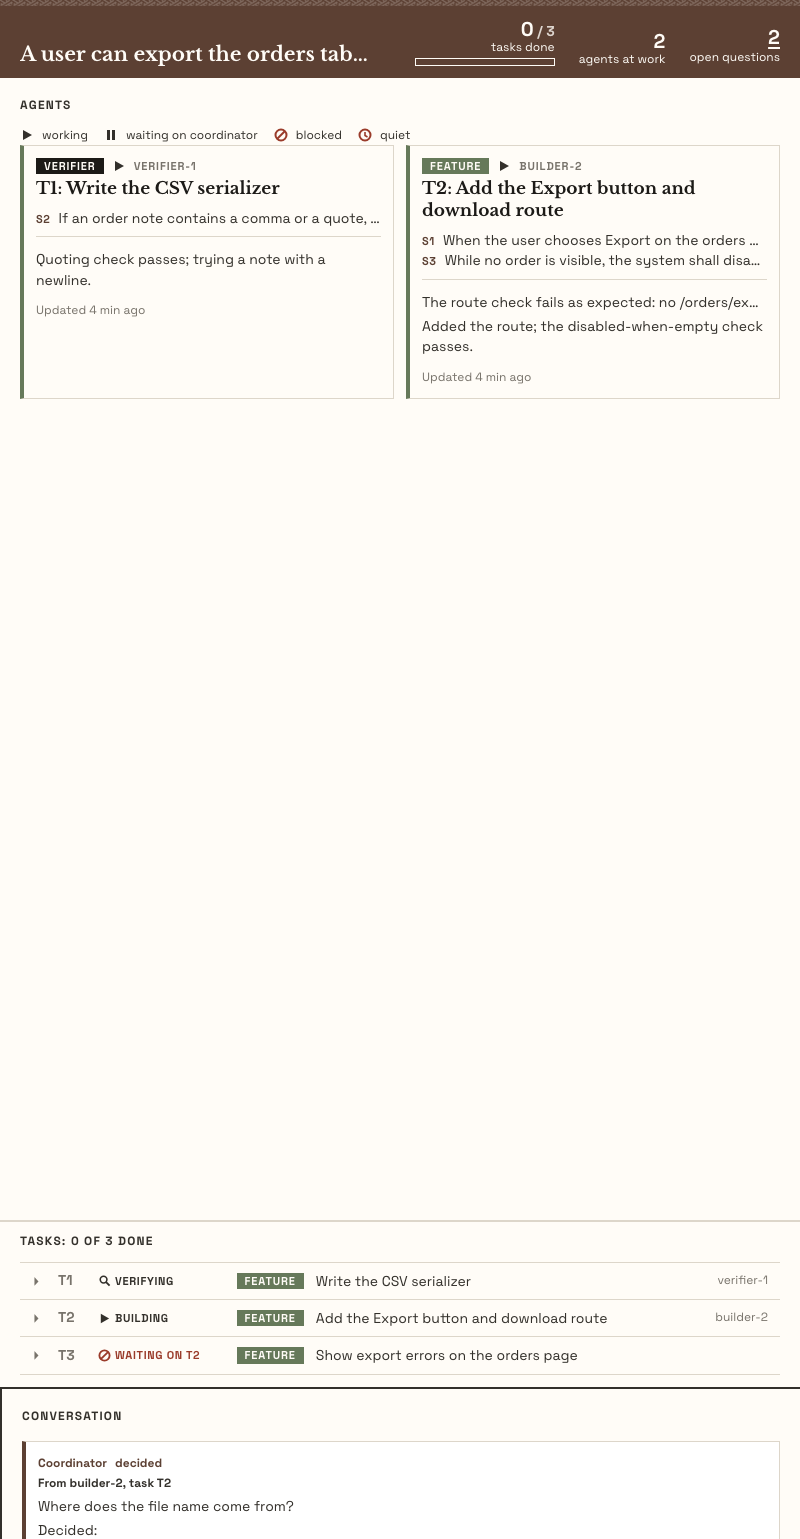 A user can export the orders tab...
0 / 3
tasks done
2
agents at work
2
open questions
AGENTS
working
waiting on coordinator
blocked
quiet
VERIFIER VERIFIER-1
T1: Write the CSV serializer
S2 If an order note contains a comma or a quote, ...
Quoting check passes; trying a note with a
newline.
Updated 4 min ago
FEATURE BUILDER-2
T2: Add the Export button and
download route
S1 When the user chooses Export on the orders ...
S3 While no order is visible, the system shall disa...
The route check fails as expected: no /orders/ex...
Added the route; the disabled-when-empty check
passes.
Updated 4 min ago
TASKS: 0 OF 3 DONE
T1 VERIFYING FEATURE Write the CSV serializer verifier-1
T2 BUILDING FEATURE Add the Export button and download route builder-2
T3 WAITING ON T2 FEATURE Show export errors on the orders page
CONVERSATION
Coordinator decided
From builder-2, task T2
Where does the file name come from?
Decided: